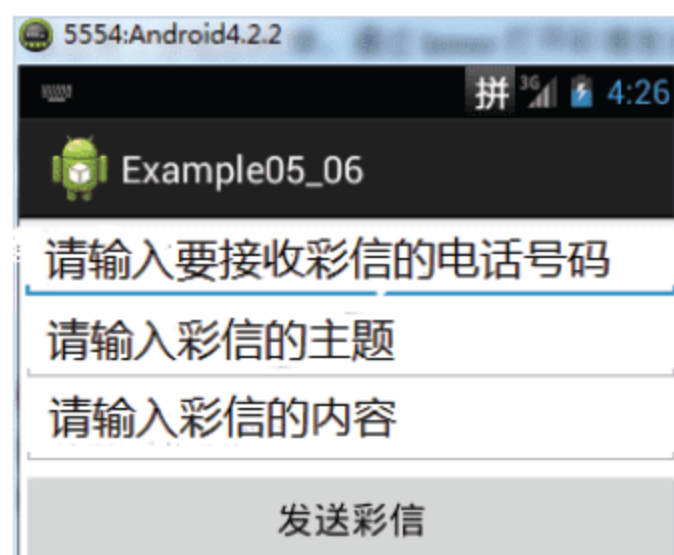 5554:Android4.2.2
拼 3G 4:26
Example05_06
请输入要接收彩信的电话号码
请输入彩信的主题
请输入彩信的内容
发送彩信